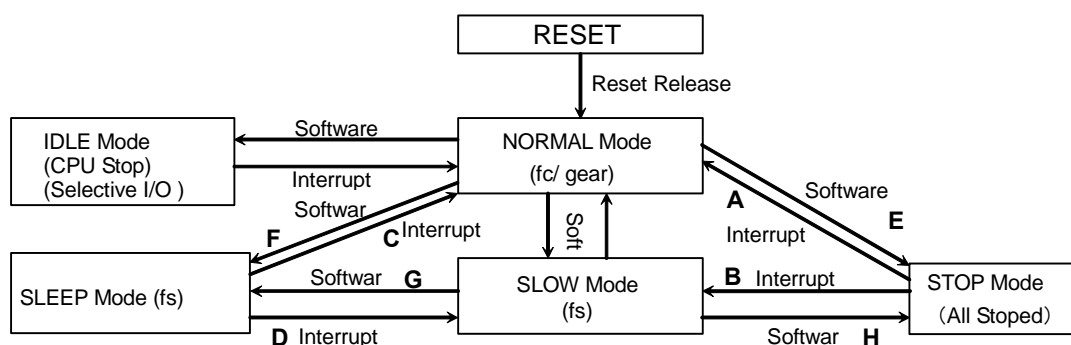 RESET
Reset Release
IDLE Mode
(CPU Stop)
(Selective I/O )
Software
Interrupt
NORMAL Mode
(fc/ gear)
Software
E
A
Interrupt
Softwar
F
C
Interrupt
Soft
SLEEP Mode (fs)
Softwar
G
D
Interrupt
SLOW Mode
(fs)
B
Interrupt
Softwar
H
STOP Mode
（All Stoped）